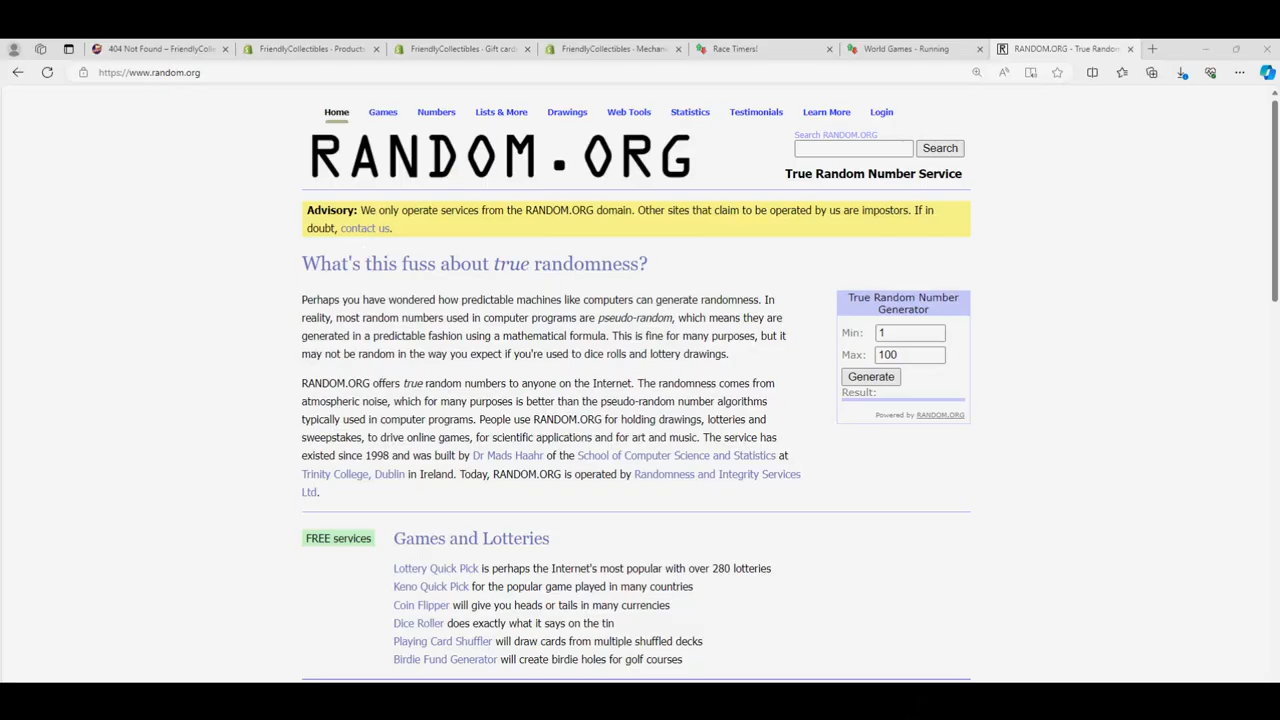 404 Not Found – FriendlyColle
FriendlyCollectibles · Products
FriendlyCollectibles · Gift card
FriendlyCollectibles · Mechan
Race Timers!
World Games - Running
RANDOM.ORG - True Random
https://www.random.org
Home Games Numbers Lists & More Drawings Web Tools Statistics Testimonials Learn More Login
RANDOM.ORG
Search RANDOM.ORG
Search
True Random Number Service
Advisory: We only operate services from the RANDOM.ORG domain. Other sites that claim to be operated by us are impostors. If in
doubt, contact us.
What's this fuss about true randomness?
Perhaps you have wondered how predictable machines like computers can generate randomness. In
reality, most random numbers used in computer programs are pseudo-random, which means they are
generated in a predictable fashion using a mathematical formula. This is fine for many purposes, but it
may not be random in the way you expect if you're used to dice rolls and lottery drawings.
RANDOM.ORG offers true random numbers to anyone on the Internet. The randomness comes from
atmospheric noise, which for many purposes is better than the pseudo-random number algorithms
typically used in computer programs. People use RANDOM.ORG for holding drawings, lotteries and
sweepstakes, to drive online games, for scientific applications and for art and music. The service has
existed since 1998 and was built by Dr Mads Haahr of the School of Computer Science and Statistics at
Trinity College, Dublin in Ireland. Today, RANDOM.ORG is operated by Randomness and Integrity Services
Ltd.
True Random Number
Generator
Min: 1
Max: 100
Generate
Result:
Powered by RANDOM.ORG
FREE services
Games and Lotteries
Lottery Quick Pick is perhaps the Internet's most popular with over 280 lotteries
Keno Quick Pick for the popular game played in many countries
Coin Flipper will give you heads or tails in many currencies
Dice Roller does exactly what it says on the tin
Playing Card Shuffler will draw cards from multiple shuffled decks
Birdie Fund Generator will create birdie holes for golf courses